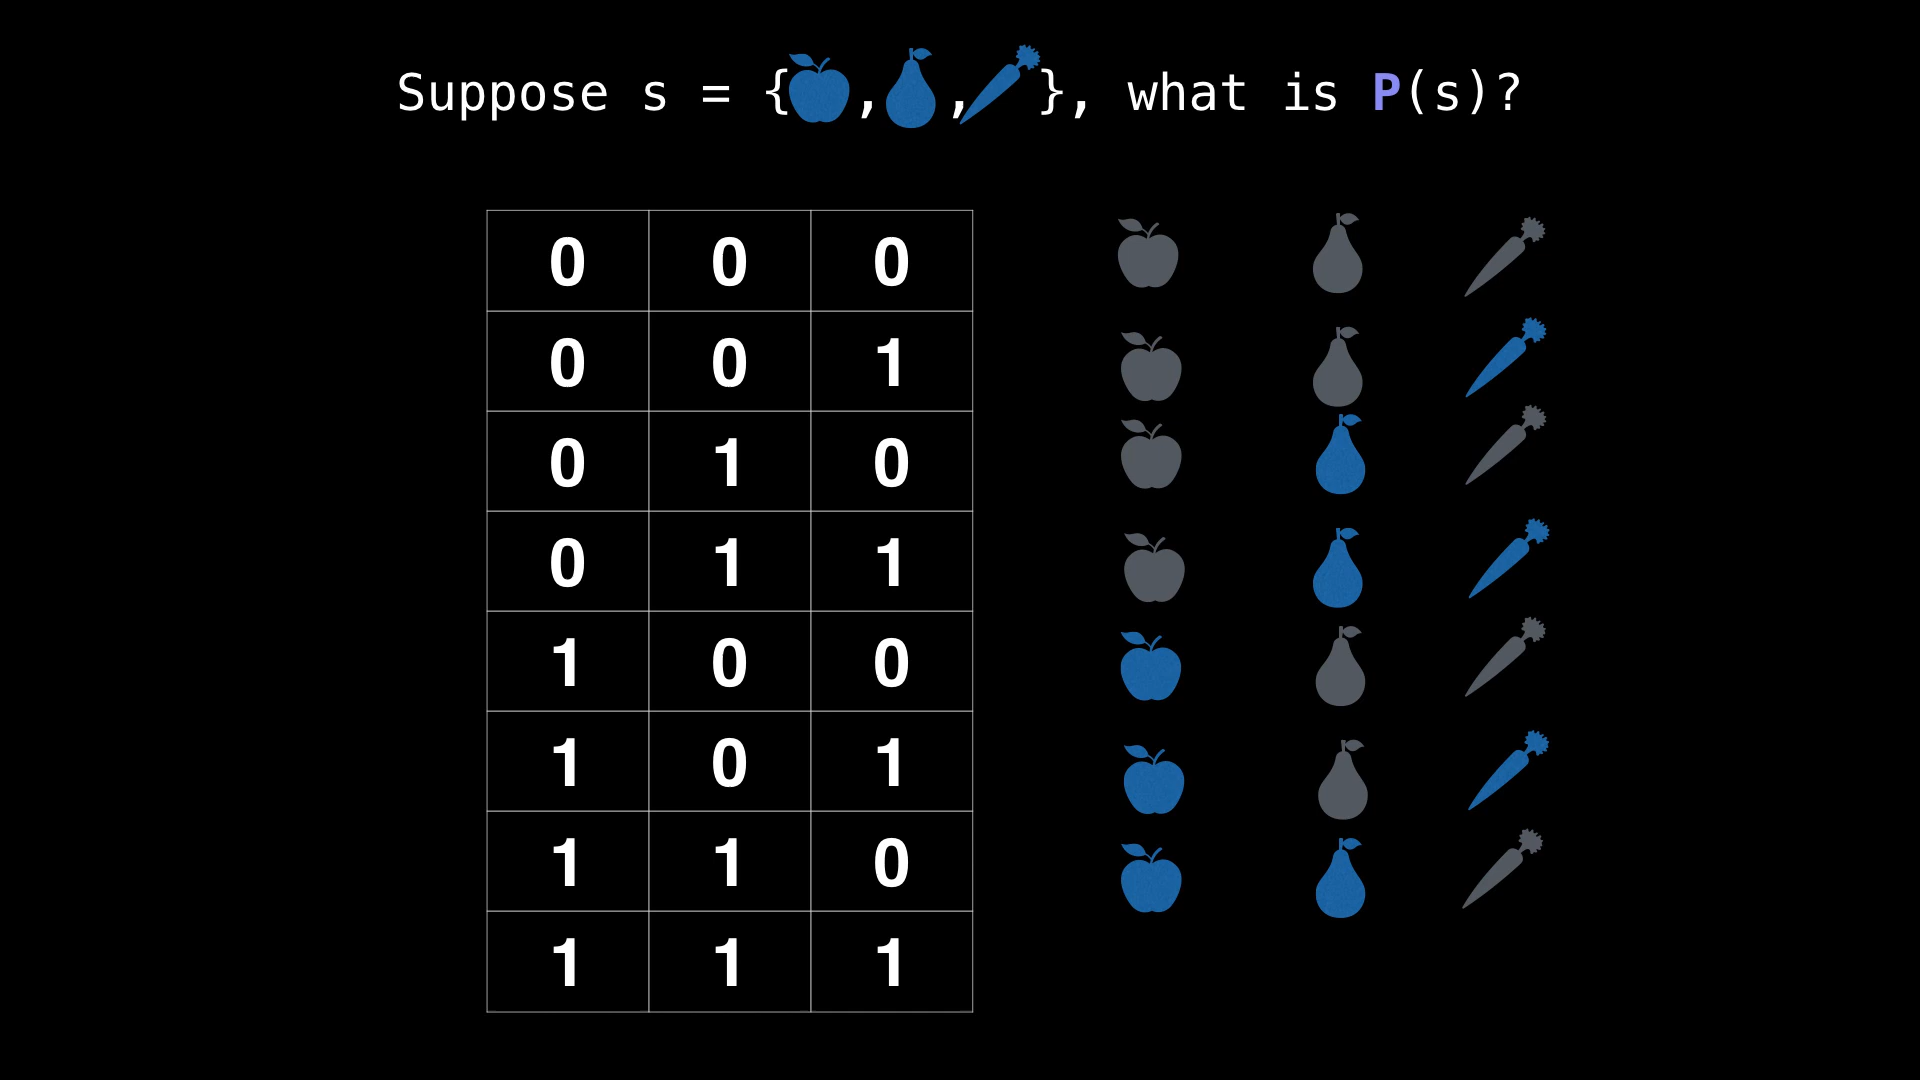 Suppose s = {, , }, what is P(s)?
0 0 0
0 0 1
0 1 0
0 1 1
1 0 0
1 0 1
1 1 0
1 1 1